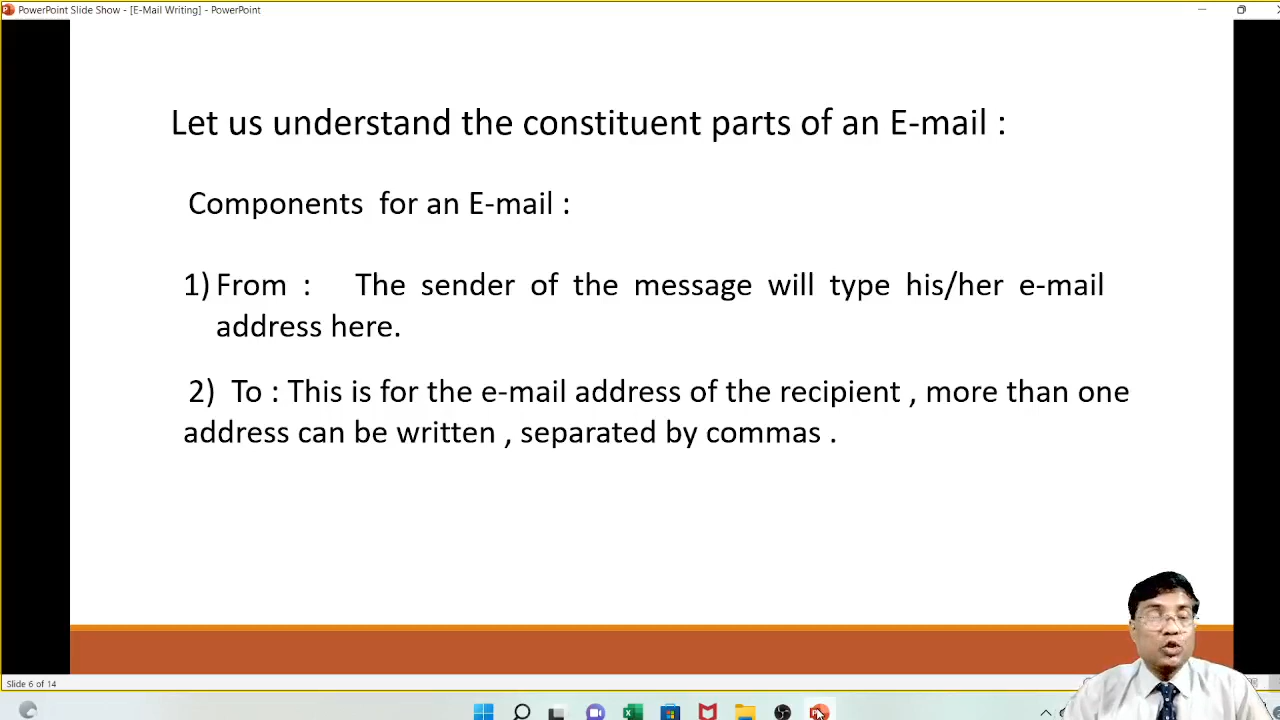 PowerPoint Slide Show - [E-Mail Writing] - PowerPoint
Let us understand the constituent parts of an E-mail :
Components for an E-mail :
1) From : The sender of the message will type his/her e-mail
address here.
2) To : This is for the e-mail address of the recipient , more than one
address can be written , separated by commas .
Slide 6 of 14